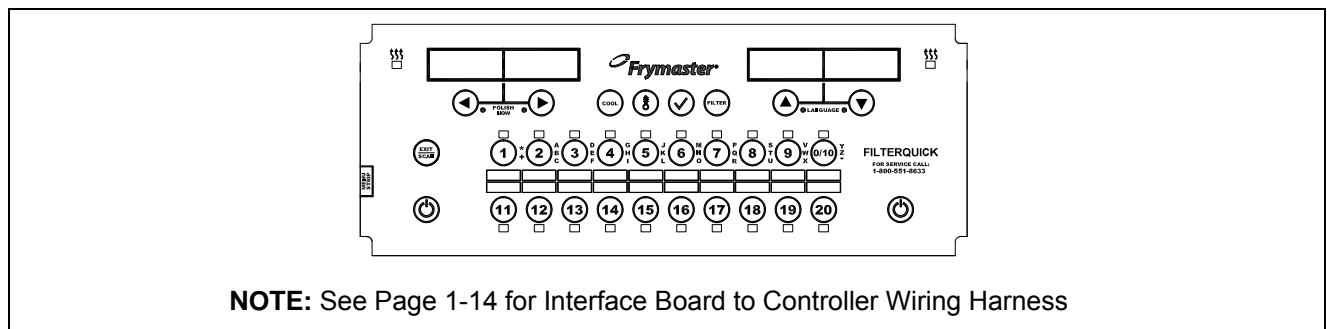 Frymaster
POLISH
NOW
COOL
FILTER
LANGUAGE
EXIT
SCAN
1 * + 2 A B C 3 D E F 4 G H I 5 J K L 6 M N O 7 P Q R 8 S T U 9 V W X 0/10 Y Z -
FILTERQUICK
FOR SERVICE CALL:
1-800-551-8633
MENU
STRIP
11 12 13 14 15 16 17 18 19 20
NOTE: See Page 1-14 for Interface Board to Controller Wiring Harness